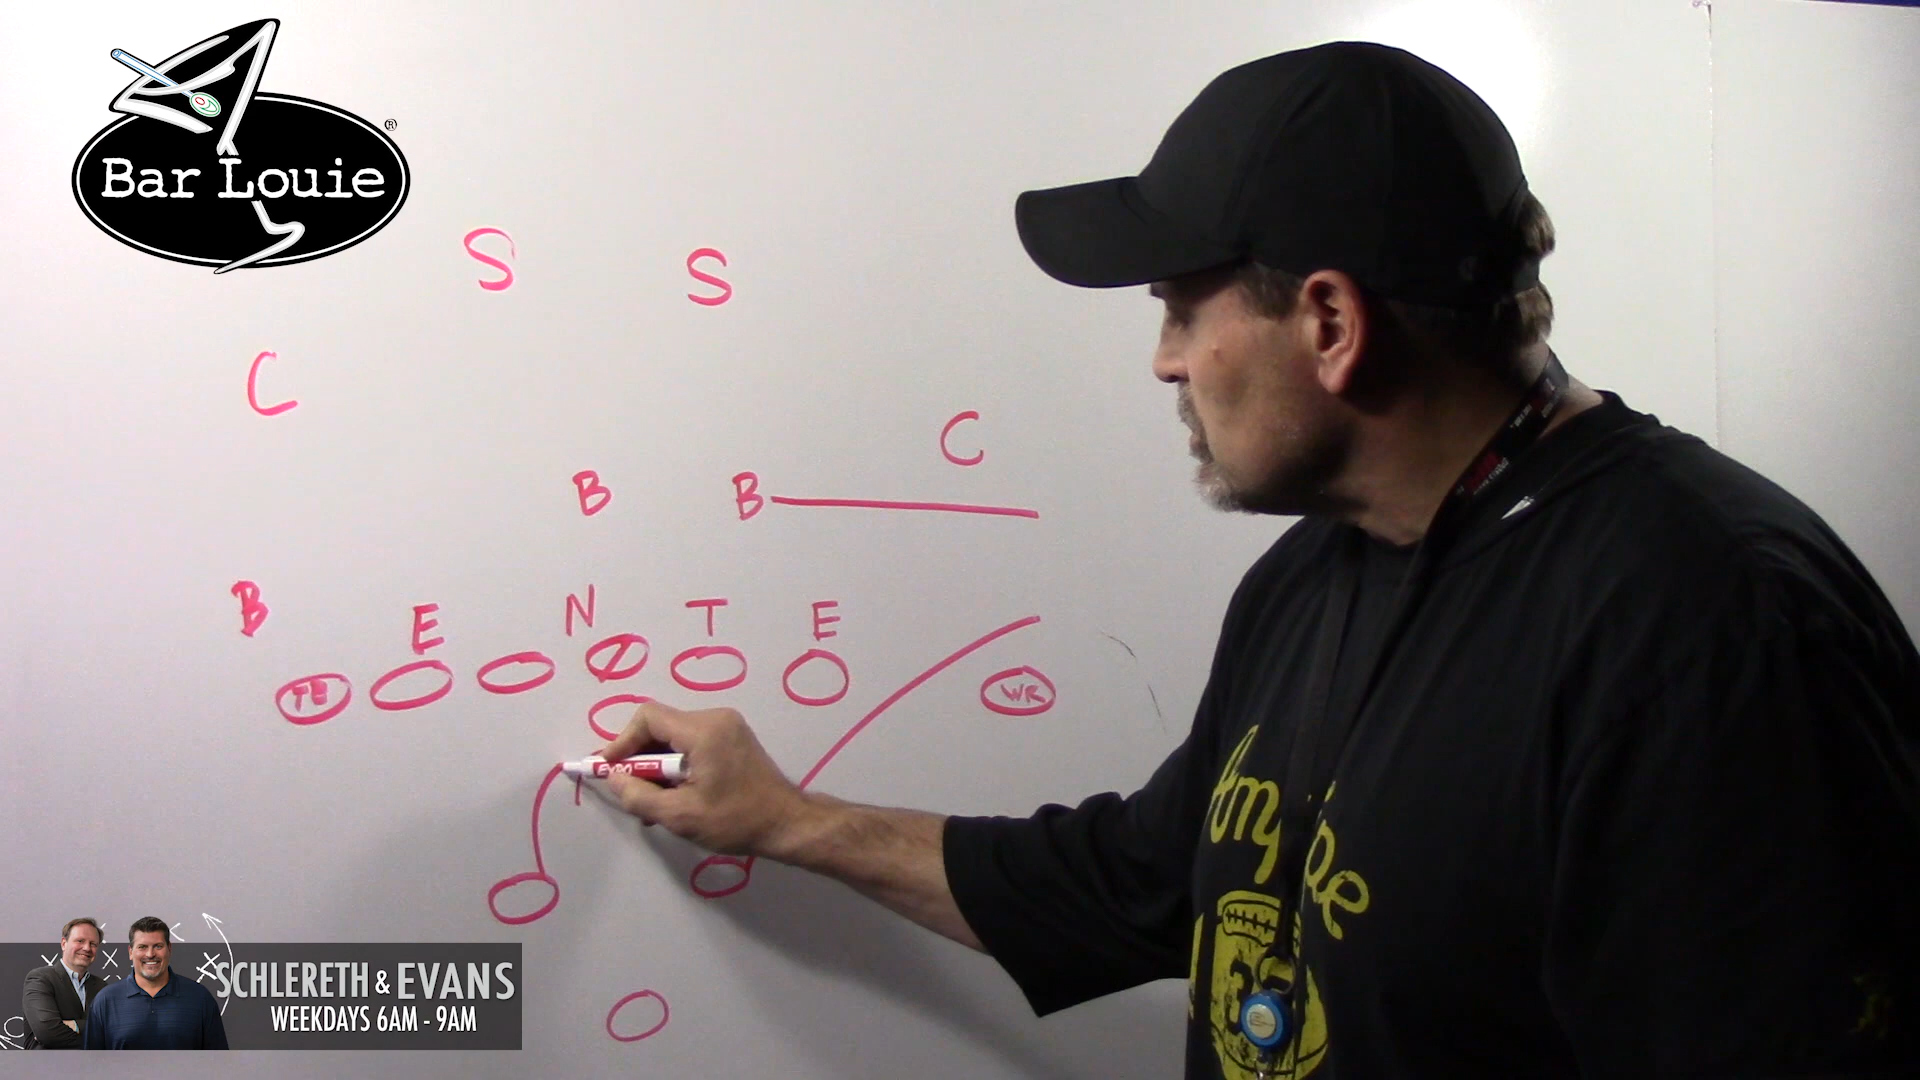 Bar Louie®
S S
C
C
B B
B
E N T E
TE
WR
EXPO
SCHLERETH & EVANS
WEEKDAYS 6AM - 9AM